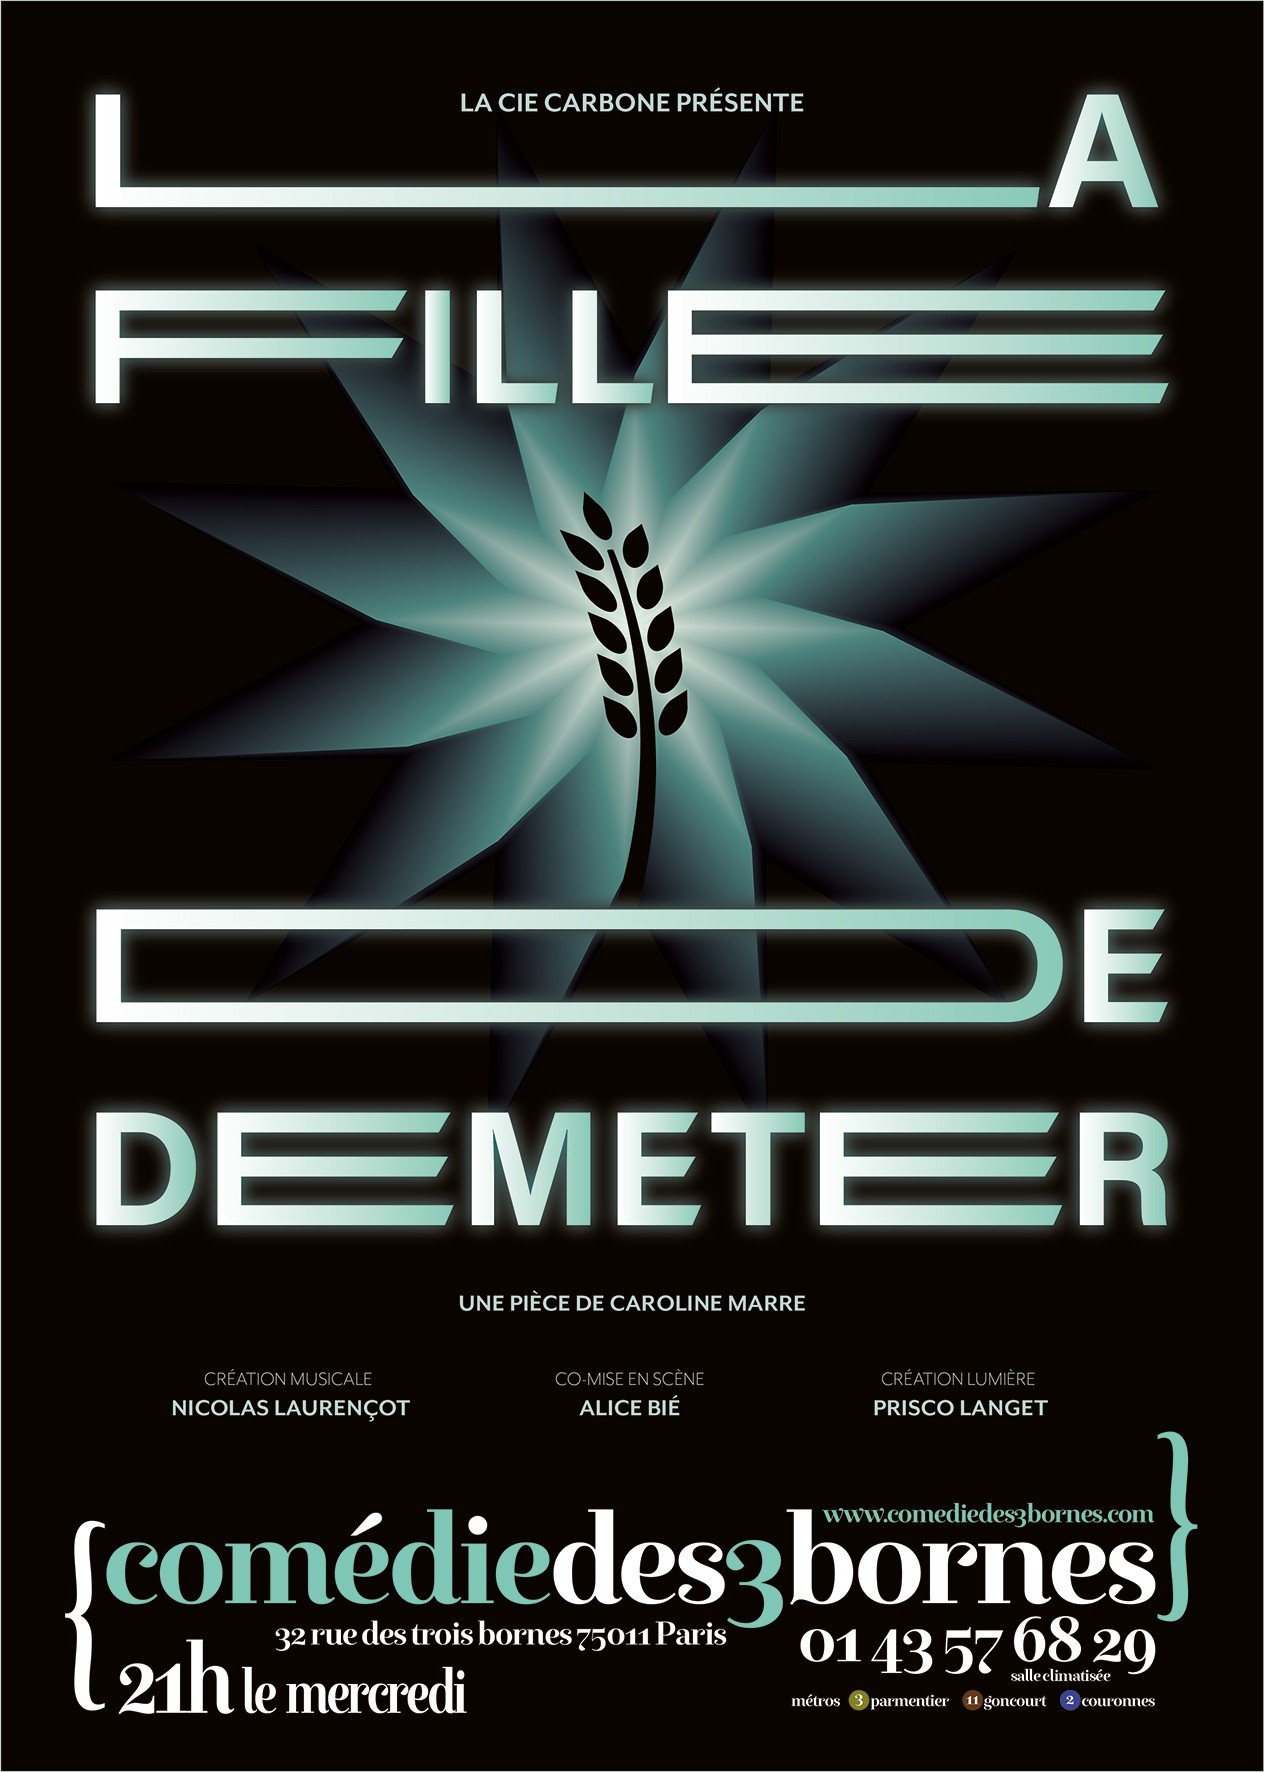 LA CIE CARBONE PRÉSENTE
LA
FILLE
DE
DEMETER
UNE PIÈCE DE CAROLINE MARRE
CRÉATION MUSICALE
NICOLAS LAURENÇOT
CO-MISE EN SCÈNE
ALICE BIÉ
CRÉATION LUMIÈRE
PRISCO LANGET
www.comediedes3bornes.com
{comédiedes3bornes}
32 rue des trois bornes 75011 Paris
01 43 57 68 29
salle climatisée
21h le mercredi
métros 3 parmentier 11 goncourt 2 couronnes